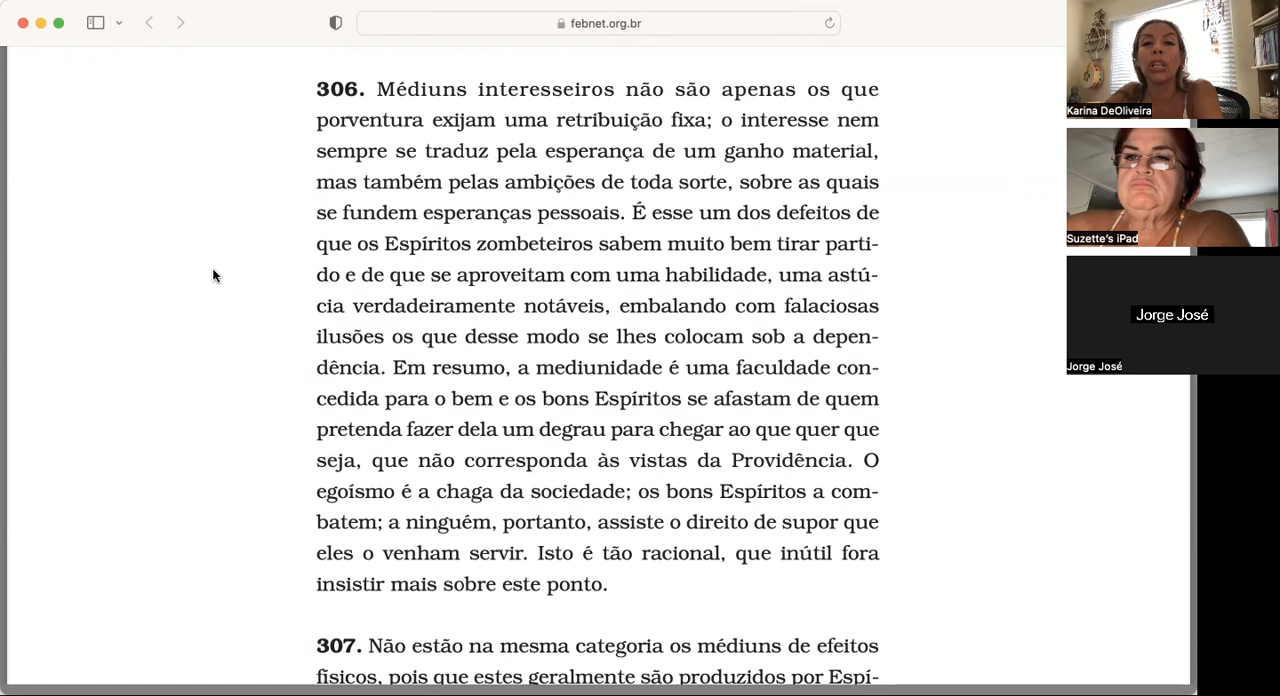 febnet.org.br
306. Médiuns interesseiros não são apenas os que
porventura exijam uma retribuição fixa; o interesse nem
sempre se traduz pela esperança de um ganho material,
mas também pelas ambições de toda sorte, sobre as quais
se fundem esperanças pessoais. É esse um dos defeitos de
que os Espíritos zombeteiros sabem muito bem tirar parti-
do e de que se aproveitam com uma habilidade, uma astú-
cia verdadeiramente notáveis, embalando com falaciosas
ilusões os que desse modo se lhes colocam sob a depen-
dência. Em resumo, a mediunidade é uma faculdade con-
cedida para o bem e os bons Espíritos se afastam de quem
pretenda fazer dela um degrau para chegar ao que quer que
seja, que não corresponda às vistas da Providência. O
egoísmo é a chaga da sociedade; os bons Espíritos a com-
batem; a ninguém, portanto, assiste o direito de supor que
eles o venham servir. Isto é tão racional, que inútil fora
insistir mais sobre este ponto.
307. Não estão na mesma categoria os médiuns de efeitos
físicos, pois que estes geralmente são produzidos por Espí-
Karina DeOliveira
Suzette's iPad
Jorge José
Jorge José